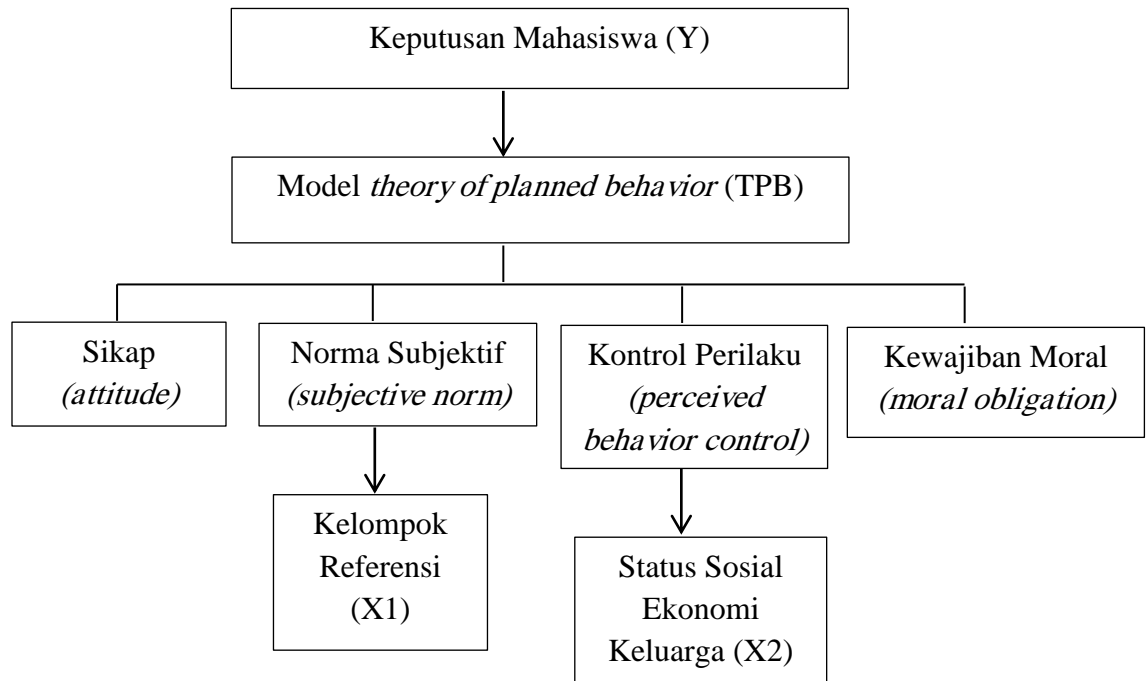 Keputusan Mahasiswa (Y)
Model theory of planned behavior (TPB)
Sikap
(attitude)
Norma Subjektif
(subjective norm)
Kontrol Perilaku
(perceived
behavior control)
Kewajiban Moral
(moral obligation)
Kelompok
Referensi
(X1)
Status Sosial
Ekonomi
Keluarga (X2)